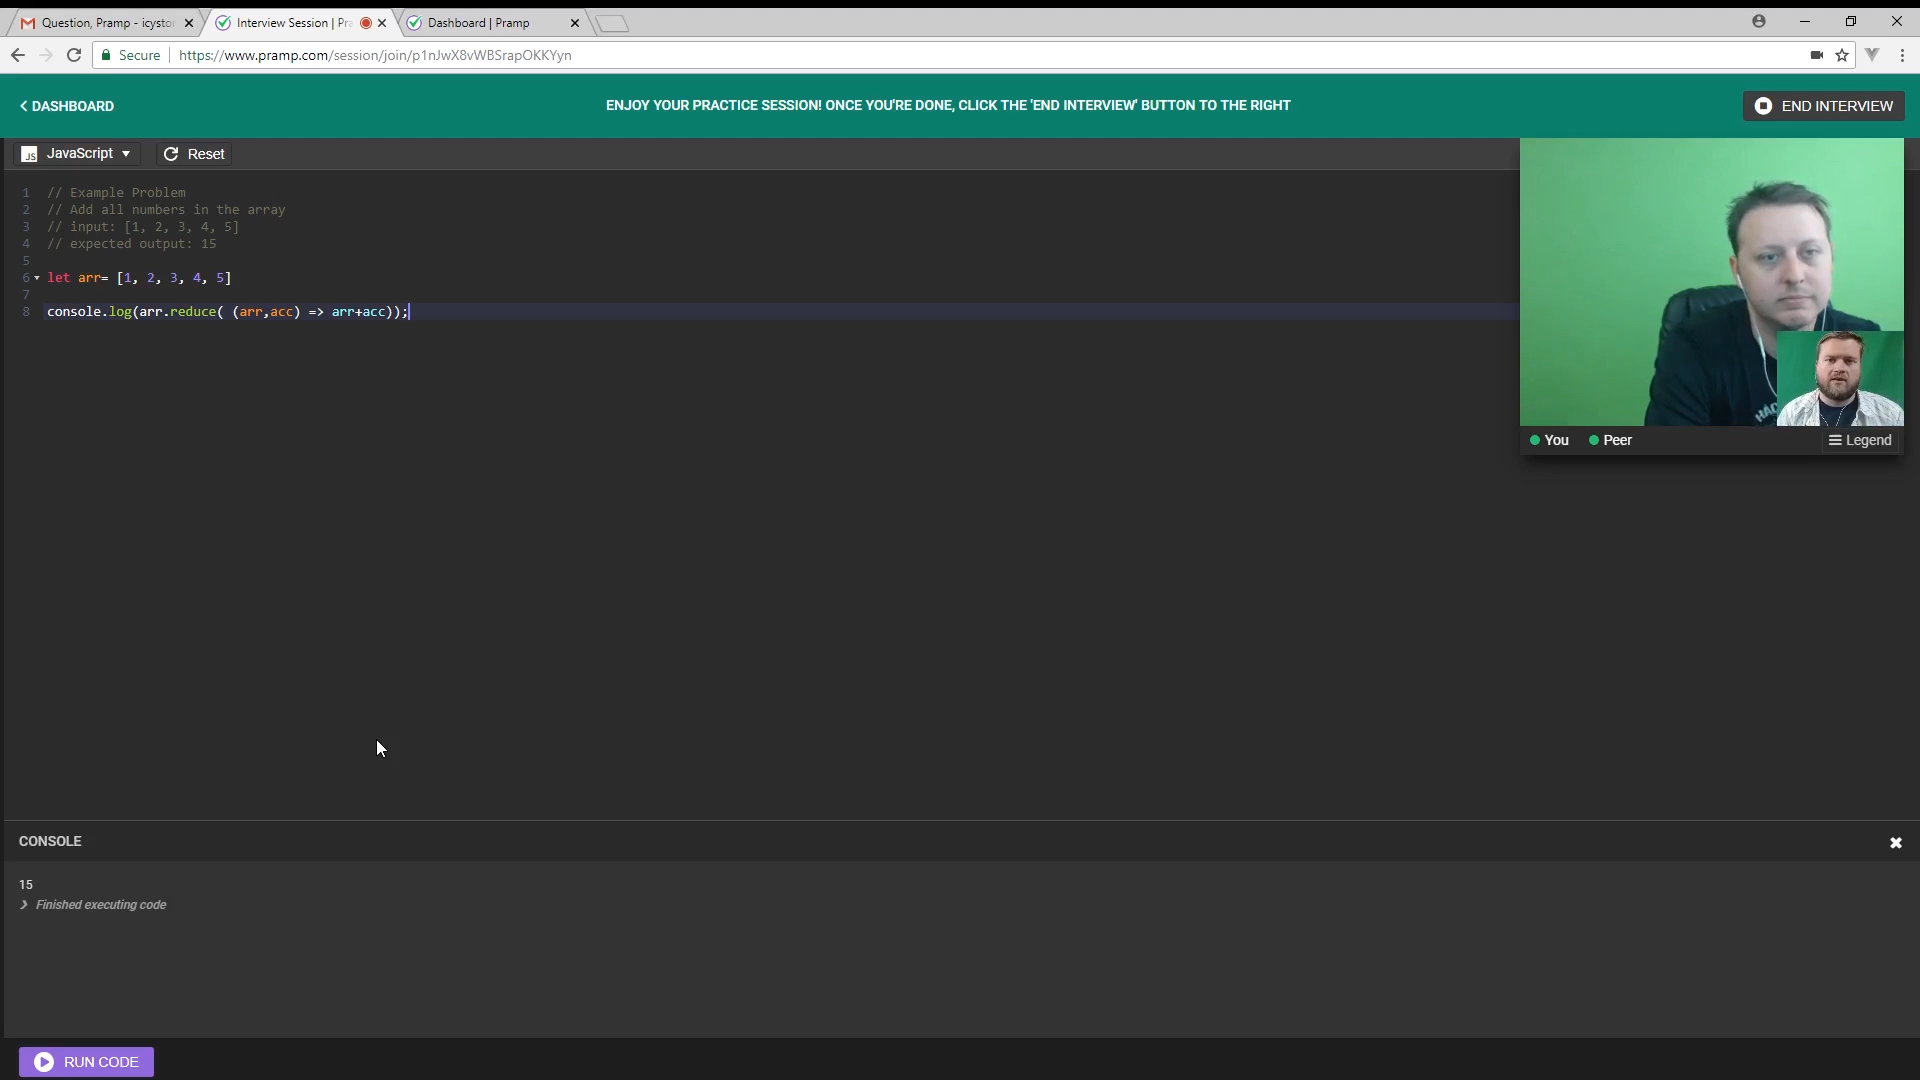 Question, Pramp - icysto
Interview Session | Pra
Dashboard | Pramp
Secure
https://www.pramp.com/session/join/p1nJwX8vWBSrapOKKYyn
DASHBOARD
ENJOY YOUR PRACTICE SESSION! ONCE YOU'RE DONE, CLICK THE 'END INTERVIEW' BUTTON TO THE RIGHT
END INTERVIEW
JS JavaScript
Reset
1 // Example Problem
2 // Add all numbers in the array
3 // input: [1, 2, 3, 4, 5]
4 // expected output: 15
5
6 let arr= [1, 2, 3, 4, 5]
7
8 console.log(arr.reduce( (arr,acc) => arr+acc));
HAC
You
Peer
Legend
CONSOLE
15
Finished executing code
RUN CODE